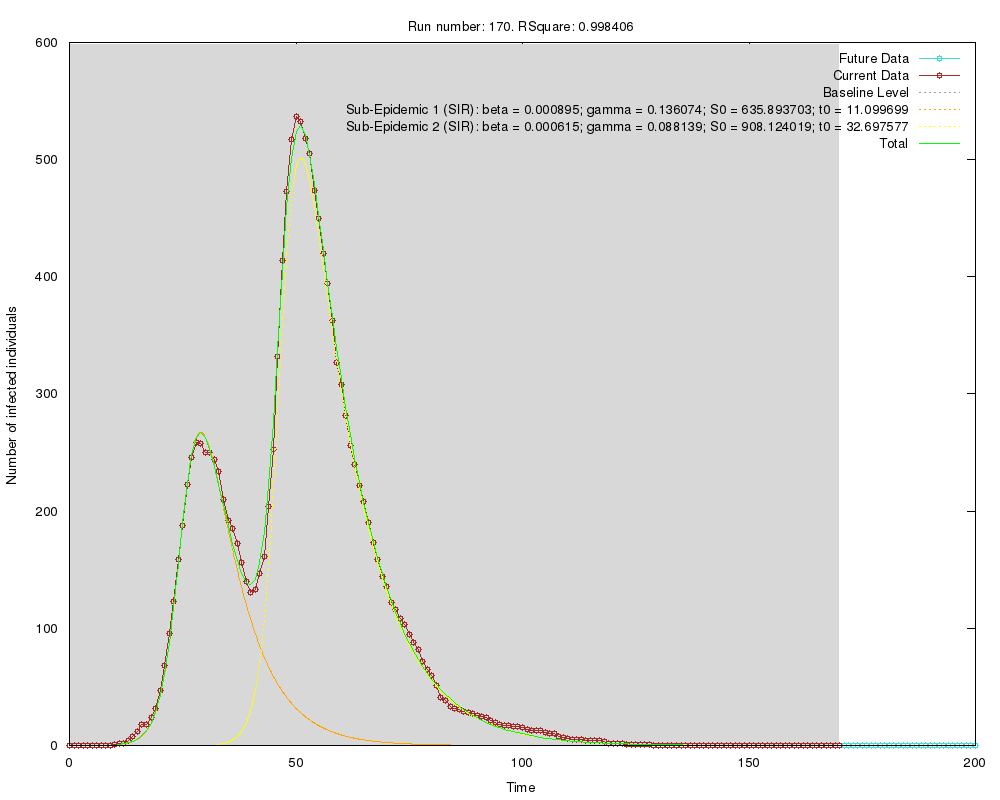 Run number: 170. RSquare: 0.998406
600
500
400
300
200
100
0
Number of infected individuals
Future Data
Current Data
Baseline Level
Sub-Epidemic 1 (SIR): beta = 0.000895; gamma = 0.136074; S0 = 635.893703; t0 = 11.099699
Sub-Epidemic 2 (SIR): beta = 0.000615; gamma = 0.088139; S0 = 908.124019; t0 = 32.697577
Total
0 50 100 150 200
Time